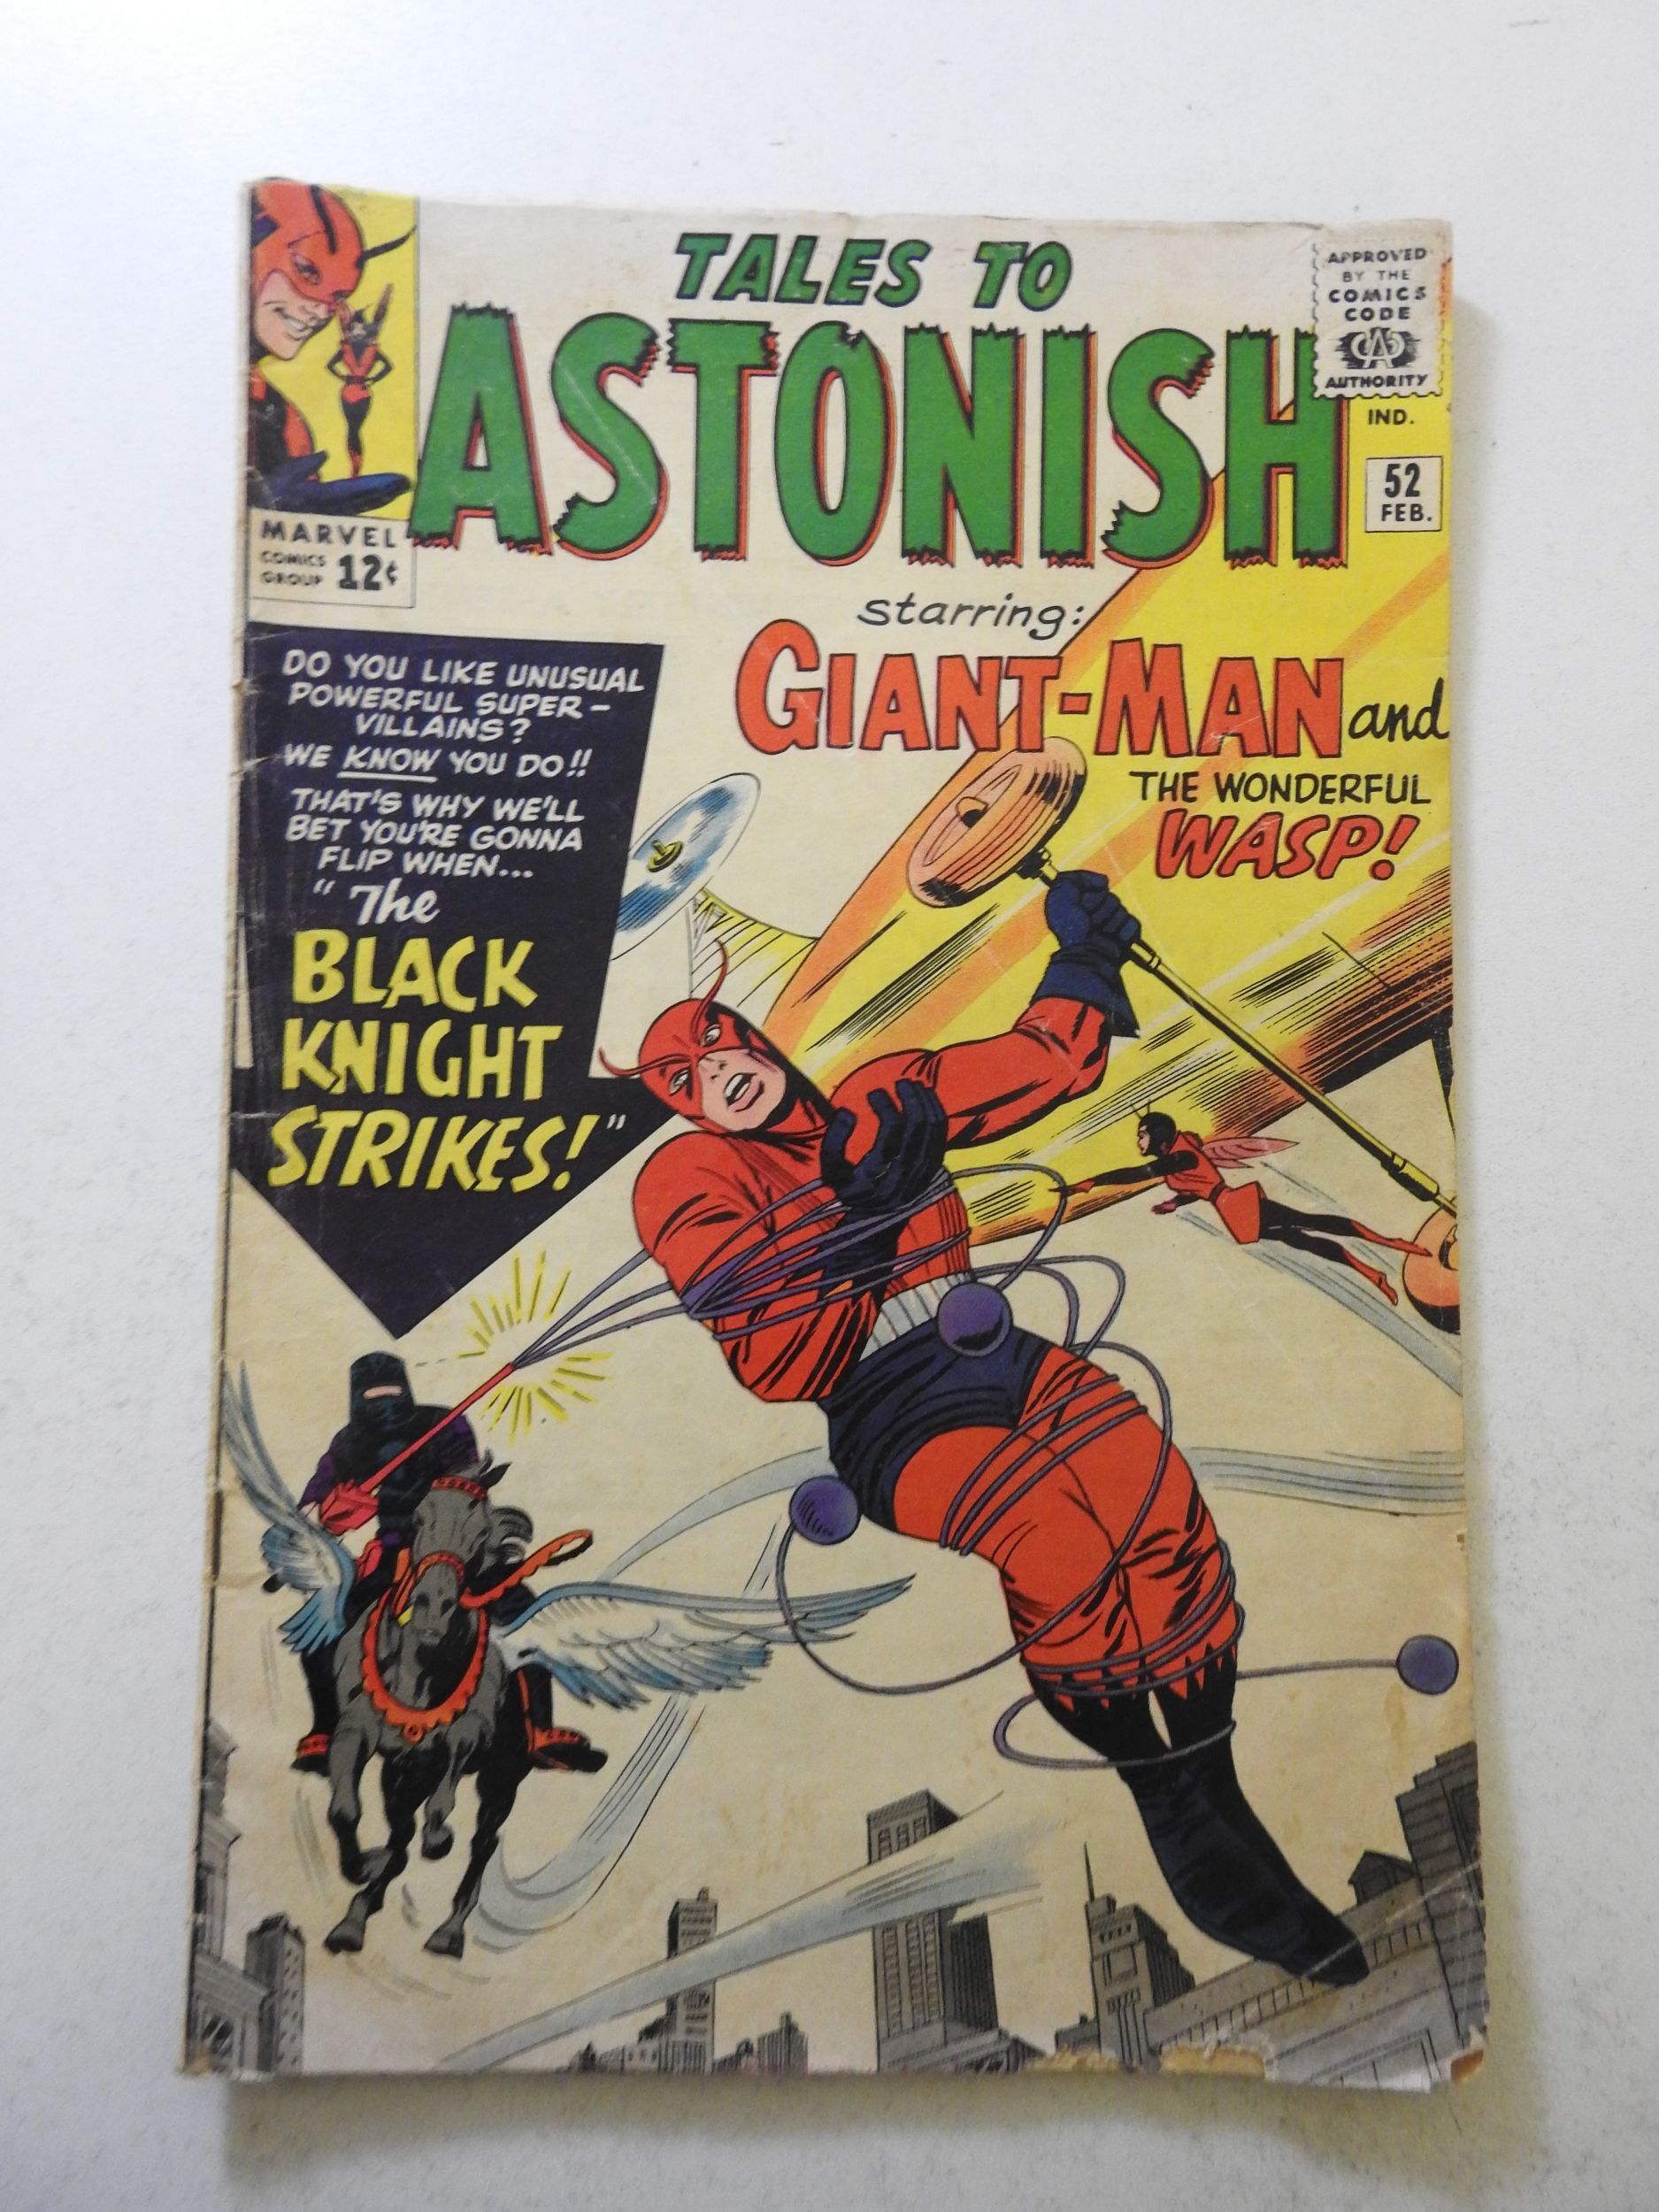 TALES TO
ASTONISH
APPROVED
BY THE
COMICS
CODE
CA
AUTHORITY
IND.
52
FEB.
MARVEL
COMICS
GROUP 12¢
starring:
GIANT-MAN and
THE WONDERFUL
WASP!
DO YOU LIKE UNUSUAL
POWERFUL SUPER-
VILLAINS?
WE KNOW YOU DO!!
THAT'S WHY WE'LL
BET YOU'RE GONNA
FLIP WHEN...
"The
BLACK
KNIGHT
STRIKES!"